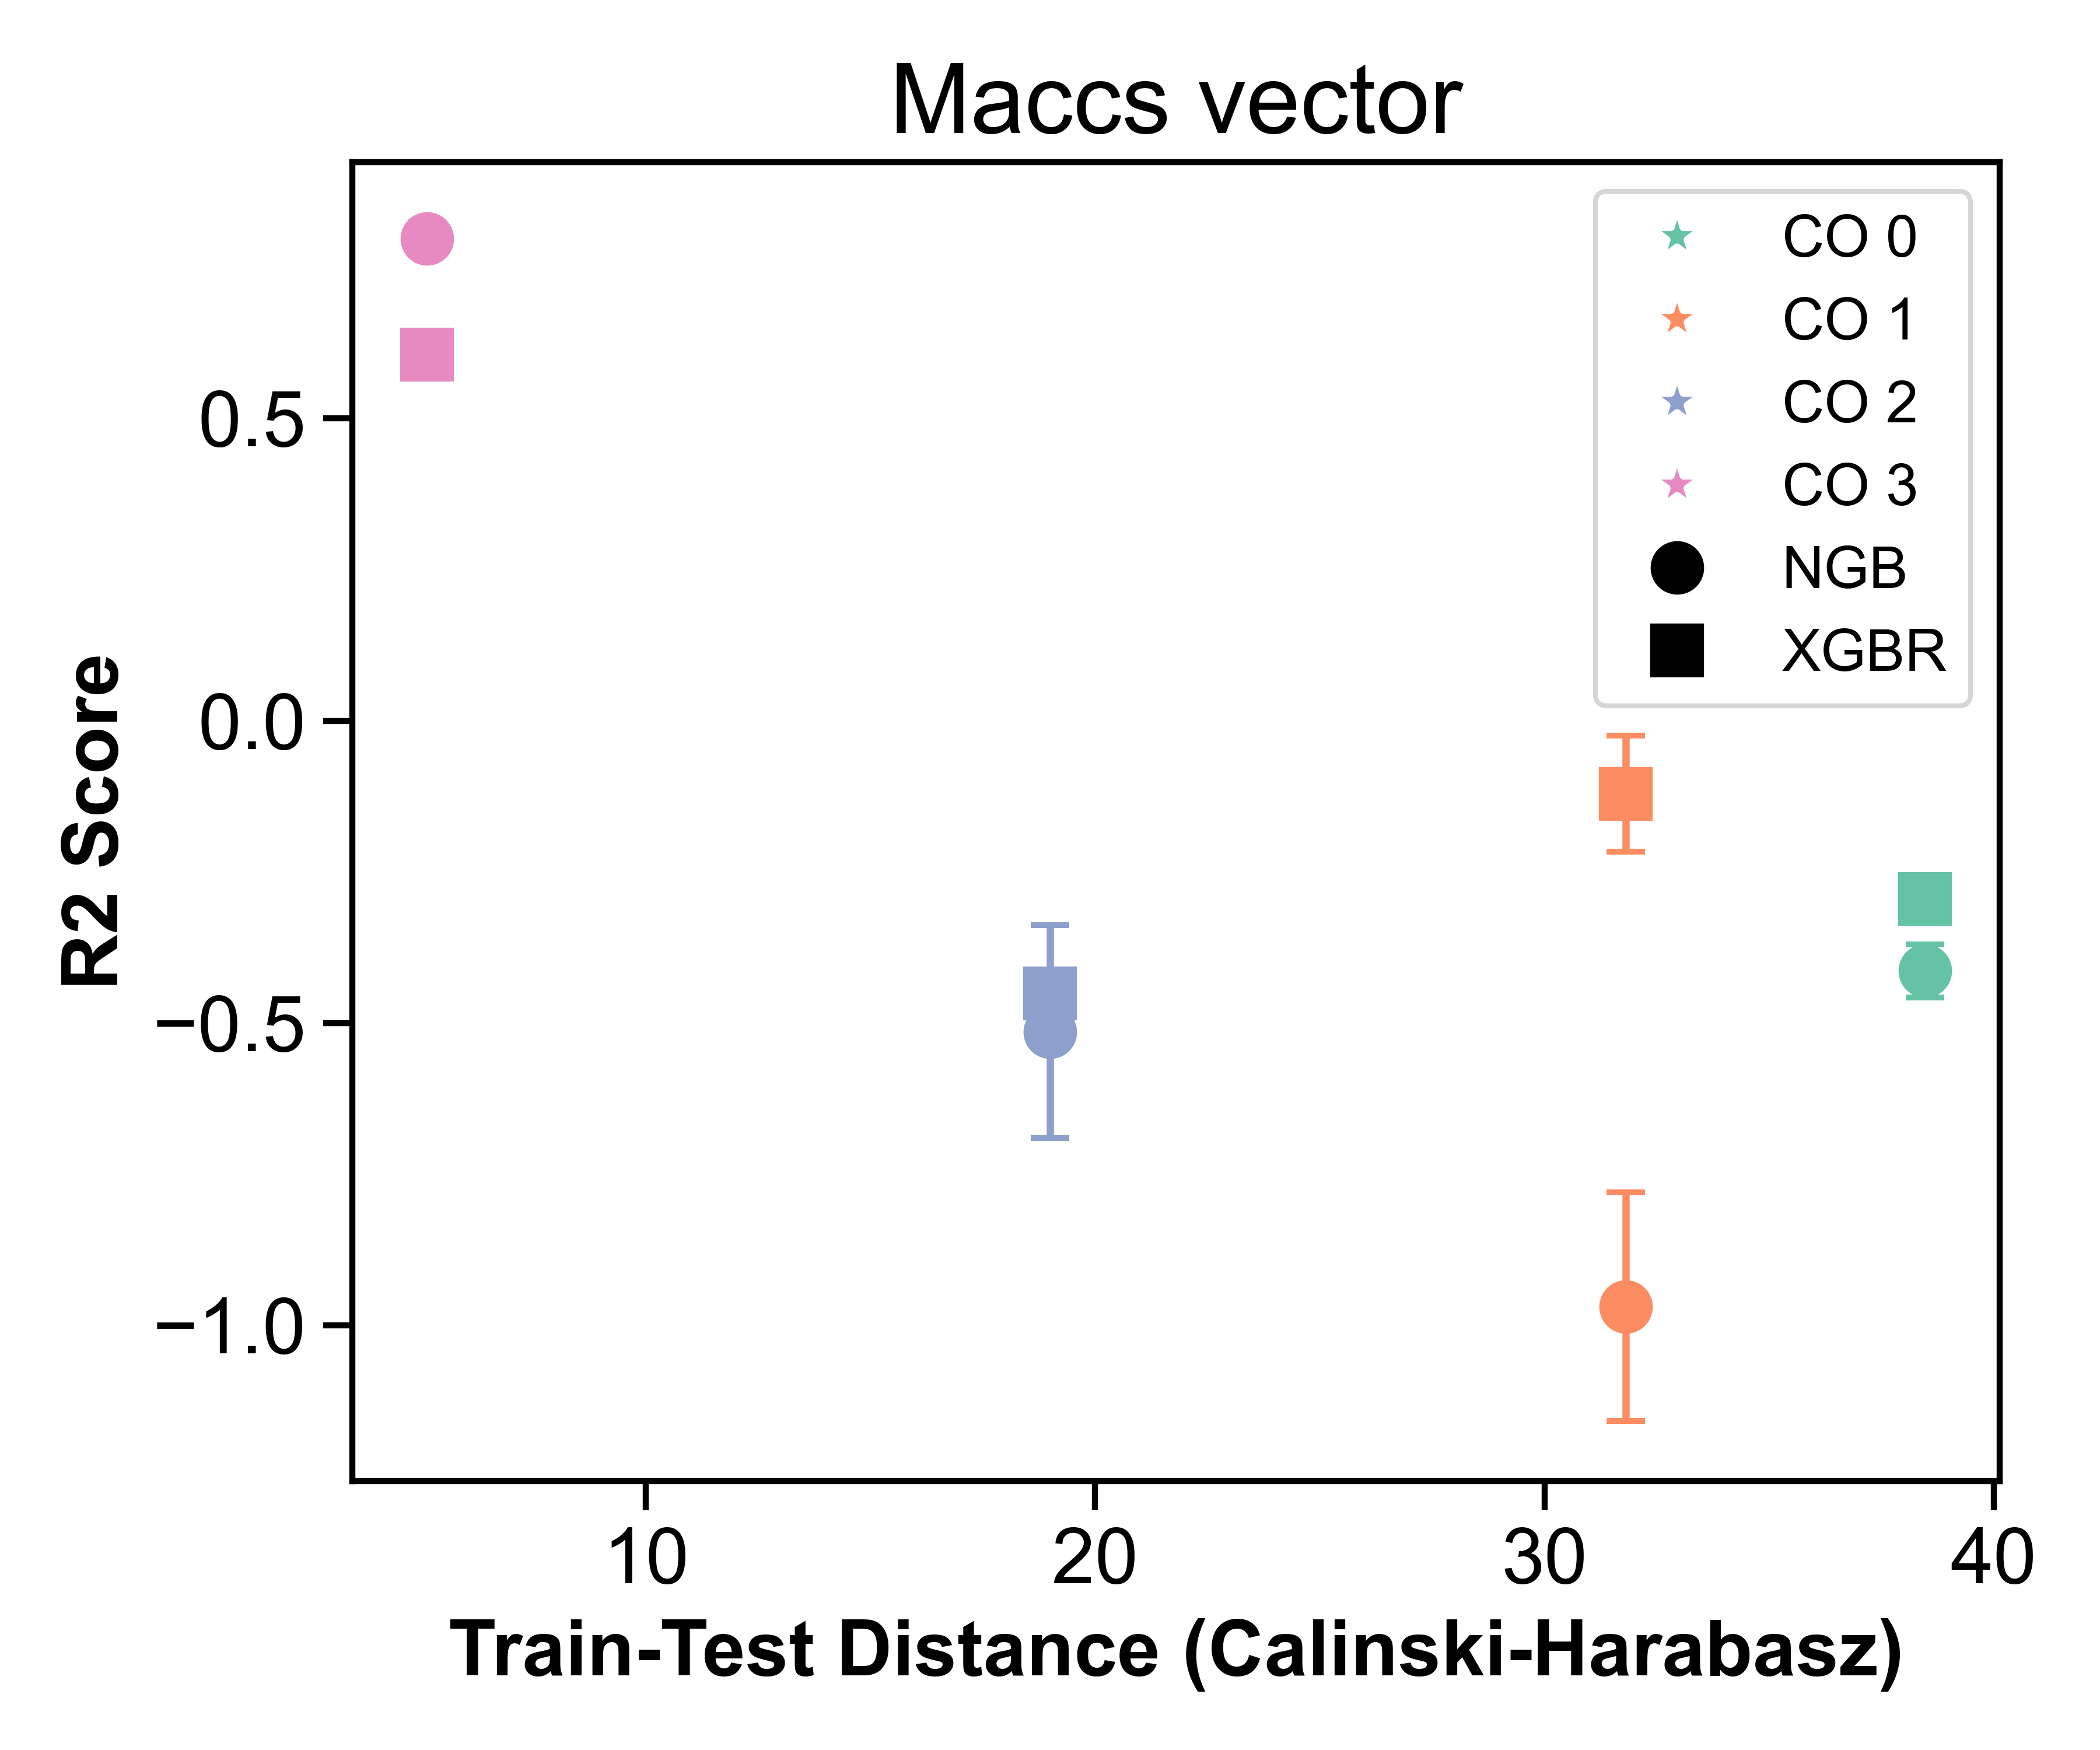 Maccs vector
CO 0
CO 1
CO 2
CO 3
NGB
XGBR
R2 Score
0.5
0.0
−0.5
−1.0
10 20 30 40
Train-Test Distance (Calinski-Harabasz)